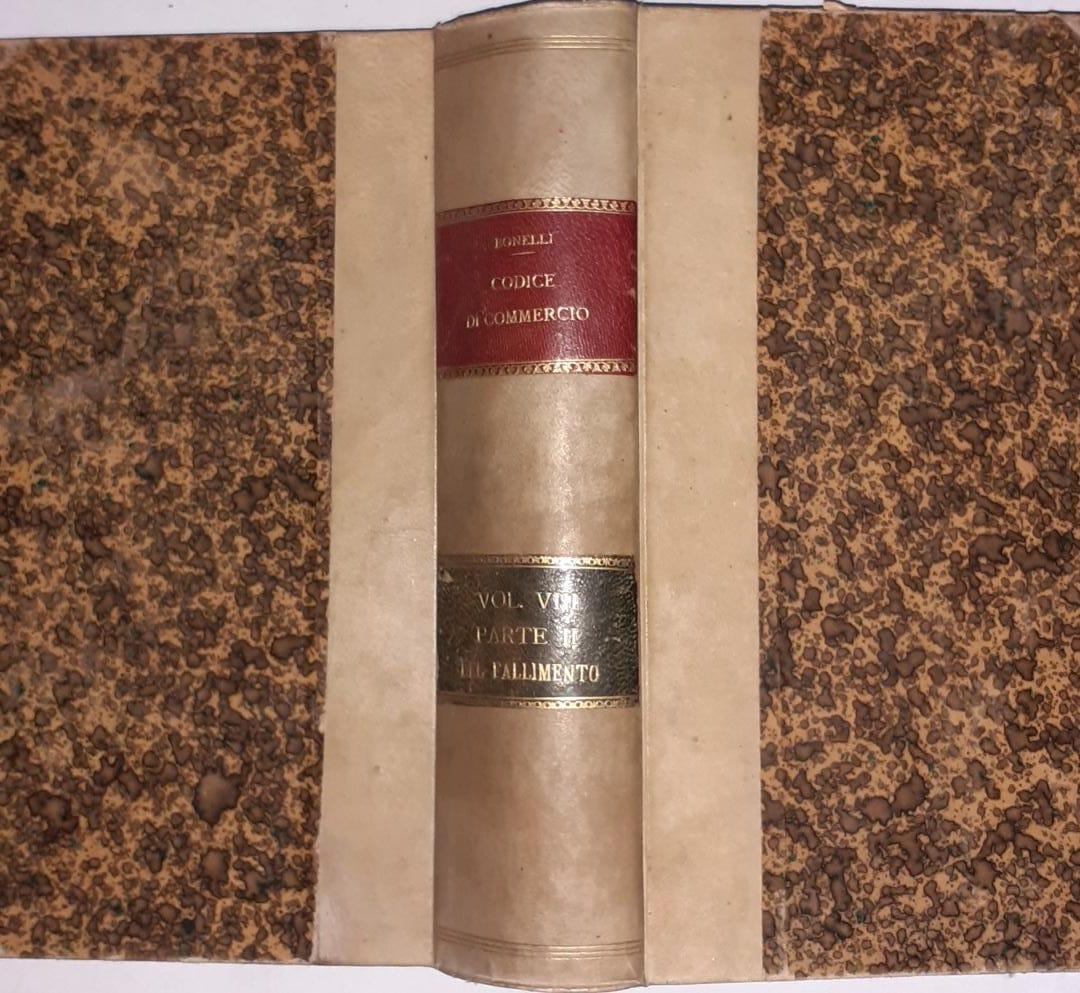 BONELLI
CODICE
DI COMMERCIO
VOL. VIII
PARTE II
DEL FALLIMENTO